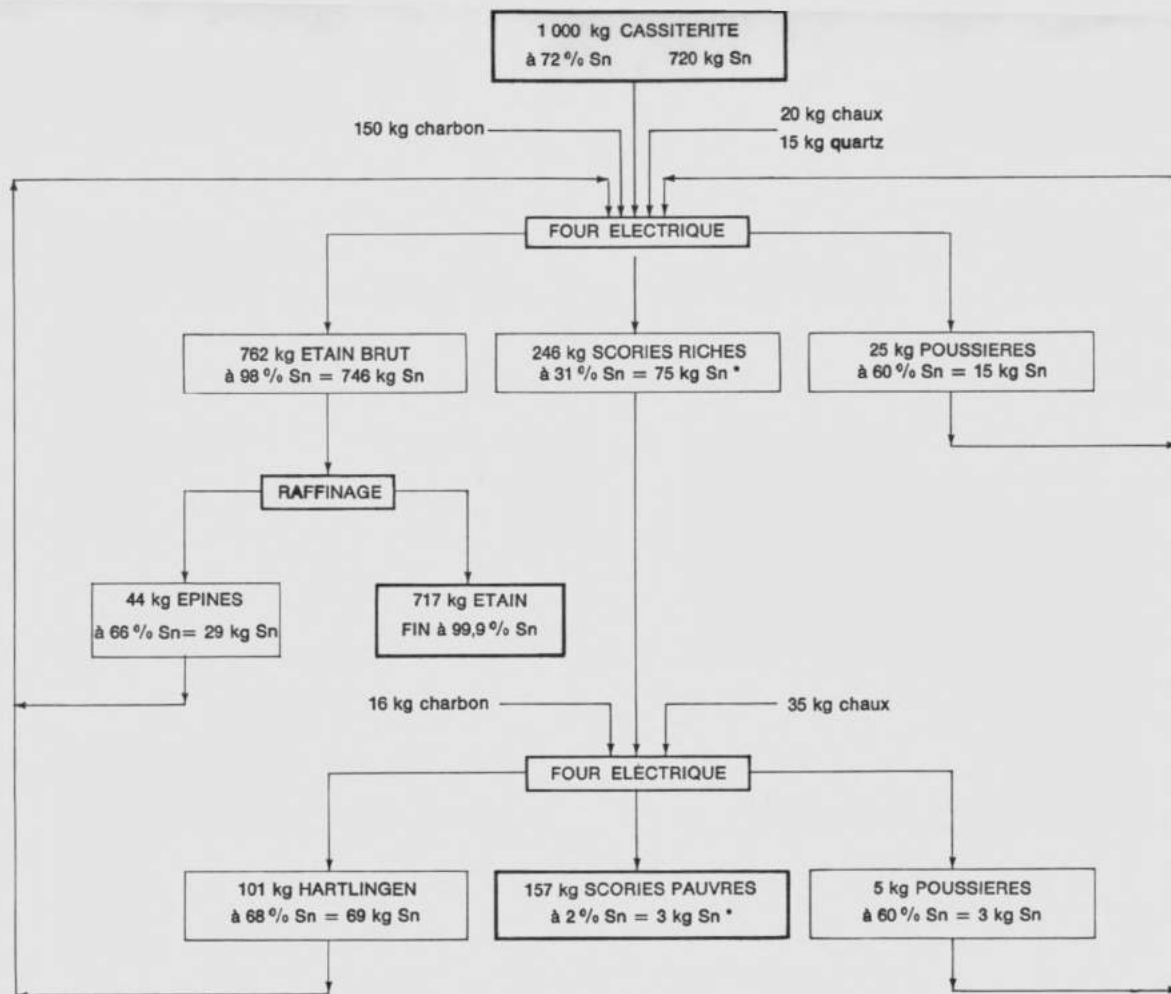 1 000 kg CASSITERITE
à 72 % Sn 720 kg Sn
150 kg charbon
20 kg chaux
15 kg quartz
FOUR ELECTRIQUE
762 kg ETAIN BRUT
à 98 % Sn = 746 kg Sn
246 kg SCORIES RICHES
à 31 % Sn = 75 kg Sn *
25 kg POUSSIERES
à 60 % Sn = 15 kg Sn
RAFFINAGE
44 kg EPINES
à 66 % Sn = 29 kg Sn
717 kg ETAIN
FIN à 99,9 % Sn
16 kg charbon
35 kg chaux
FOUR ELECTRIQUE
101 kg HARTLINGEN
à 68 % Sn = 69 kg Sn
157 kg SCORIES PAUVRES
à 2 % Sn = 3 kg Sn *
5 kg POUSSIERES
à 60 % Sn = 3 kg Sn